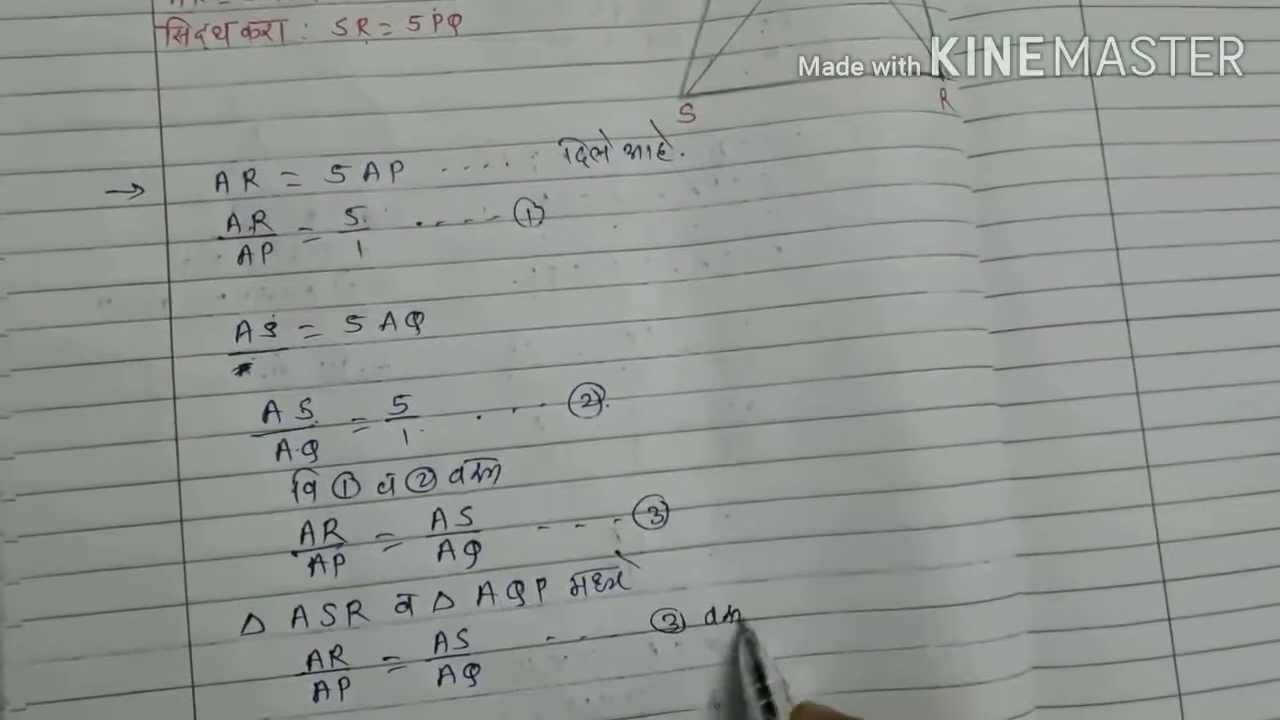 सिद्ध करा : SR = 5PQ
Made with KINEMASTER
S
R
→ AR = 5AP ..... दिले आहे.
AR/AP = 5/1 ..... ①
AS = 5AQ
AS/AQ = 5/1 .... ②
वि ① व ② वरून
AR/AP = AS/AQ ---- ③
Δ ASR व Δ AQP मध्ये
AR/AP = AS/AQ ---- ③ वरून